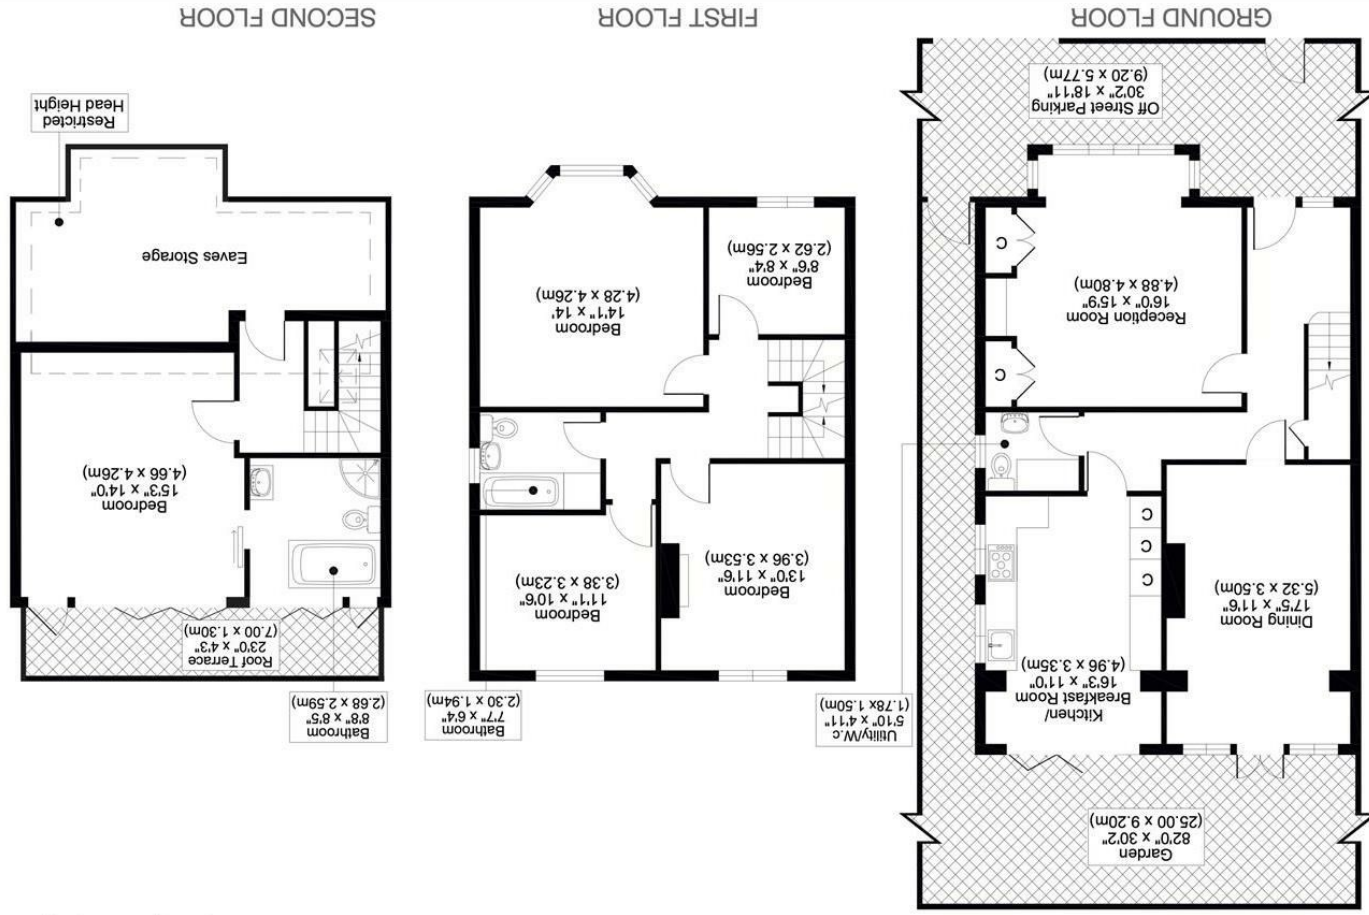 GROUND FLOOR
Off Street Parking
30'2" x 18'11"
(9.20 x 5.77m)
Reception Room
16'0" x 15'9"
(4.88 x 4.80m)
C
C
C
C
C
Dining Room
17'5" x 11'6"
(5.32 x 3.50m)
Kitchen/
Breakfast Room
16'3" x 11'0"
(4.96 x 3.35m)
Utility/W.c
5'10" x 4'11"
(1.78x 1.50m)
Garden
82'0" x 30'2"
(25.00 x 9.20m)
FIRST FLOOR
Bedroom
8'6" x 8'4"
(2.62 x 2.56m)
Bedroom
14'1" x 14'
(4.28 x 4.26m)
Bedroom
13'0" x 11'6"
(3.96 x 3.53m)
Bedroom
11'1" x 10'6"
(3.38 x 3.23m)
Bathroom
7'7" x 6'4"
(2.30 x 1.94m)
SECOND FLOOR
Restricted
Head Height
Eaves Storage
Bedroom
15'3" x 14'0"
(4.66 x 4.26m)
Roof Terrace
23'0" x 4'3"
(7.00 x 1.30m)
Bathroom
8'8" x 8'5"
(2.68 x 2.59m)